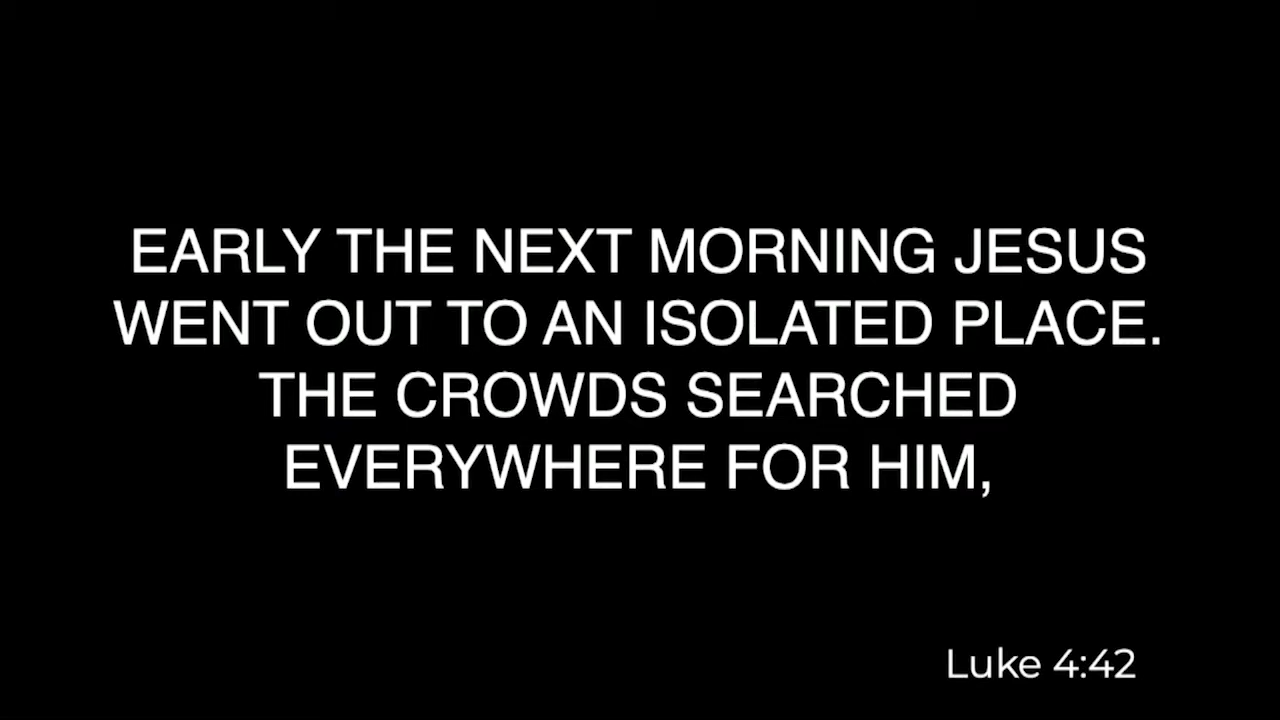 EARLY THE NEXT MORNING JESUS
WENT OUT TO AN ISOLATED PLACE.
THE CROWDS SEARCHED
EVERYWHERE FOR HIM,
Luke 4:42